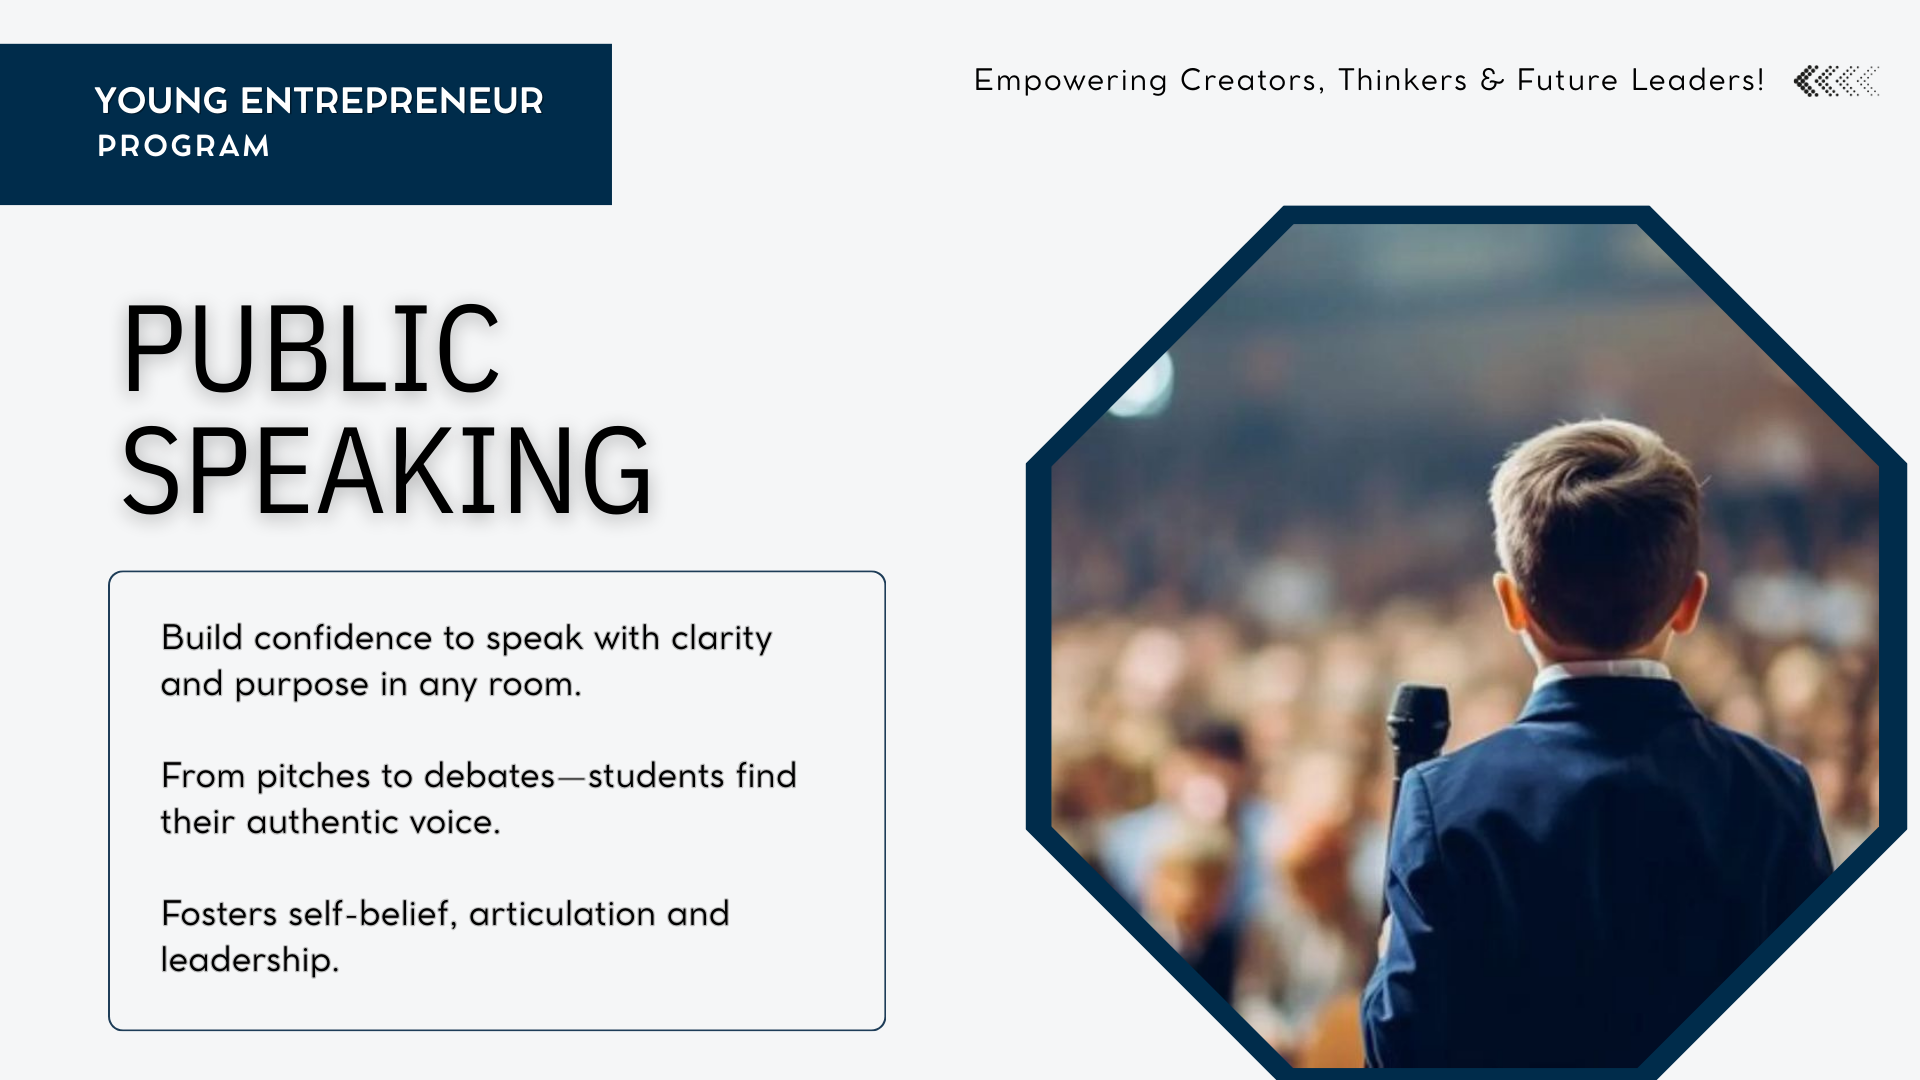 YOUNG ENTREPRENEUR
PROGRAM
Empowering Creators, Thinkers & Future Leaders!
PUBLIC
SPEAKING
Build confidence to speak with clarity
and purpose in any room.
From pitches to debates—students find
their authentic voice.
Fosters self-belief, articulation and
leadership.